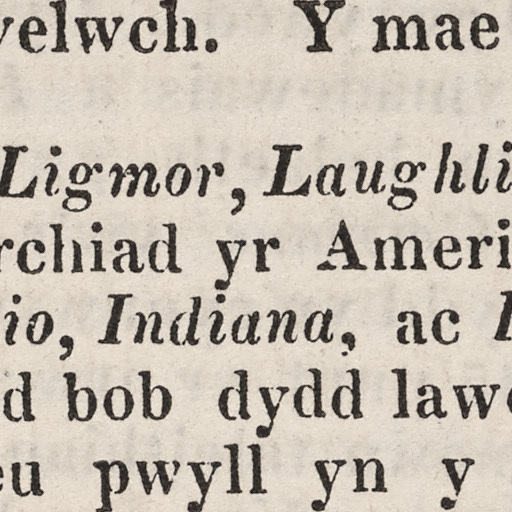 velwch. Y mae
Ligmor, Laughli
rchiad yr Ameri
io, Indiana, ac I
d bob dydd lawe
eu pwyll yn y